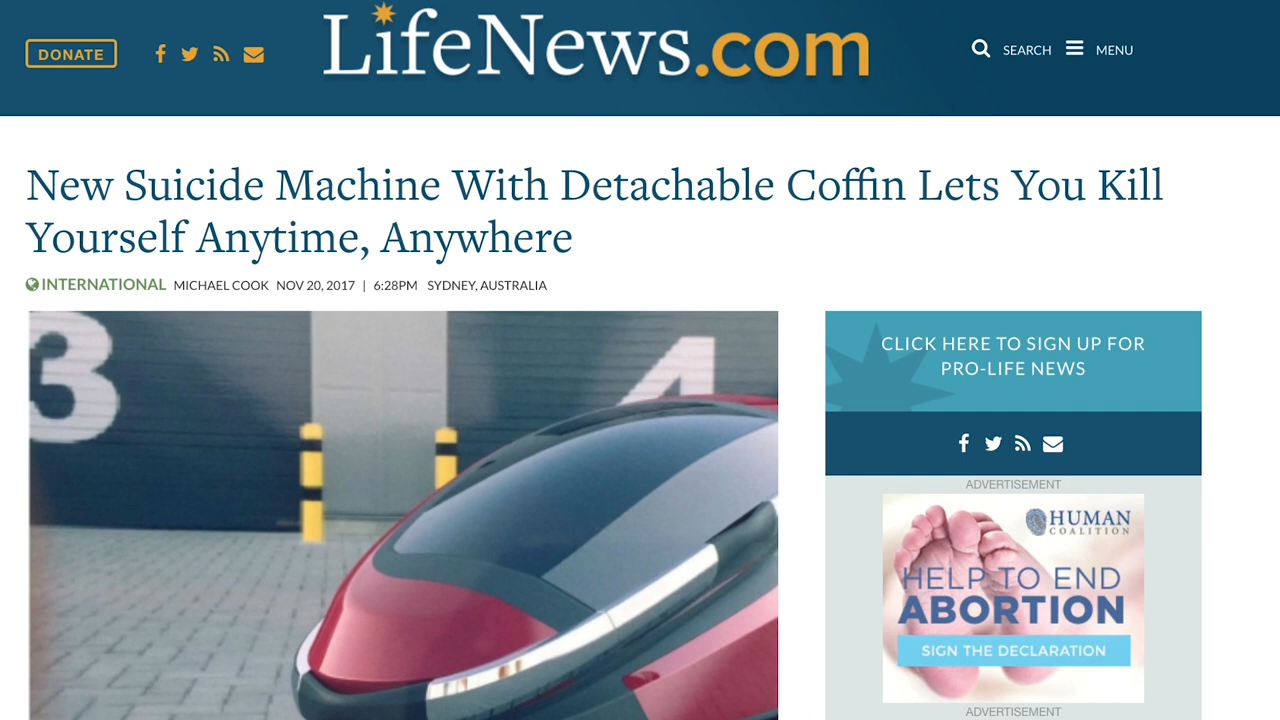 DONATE
LifeNews.com
SEARCH
MENU
New Suicide Machine With Detachable Coffin Lets You Kill
Yourself Anytime, Anywhere
INTERNATIONAL MICHAEL COOK NOV 20, 2017 | 6:28PM SYDNEY, AUSTRALIA
3
4
CLICK HERE TO SIGN UP FOR
PRO-LIFE NEWS
ADVERTISEMENT
HUMAN
COALITION
HELP TO END
ABORTION
SIGN THE DECLARATION
ADVERTISEMENT